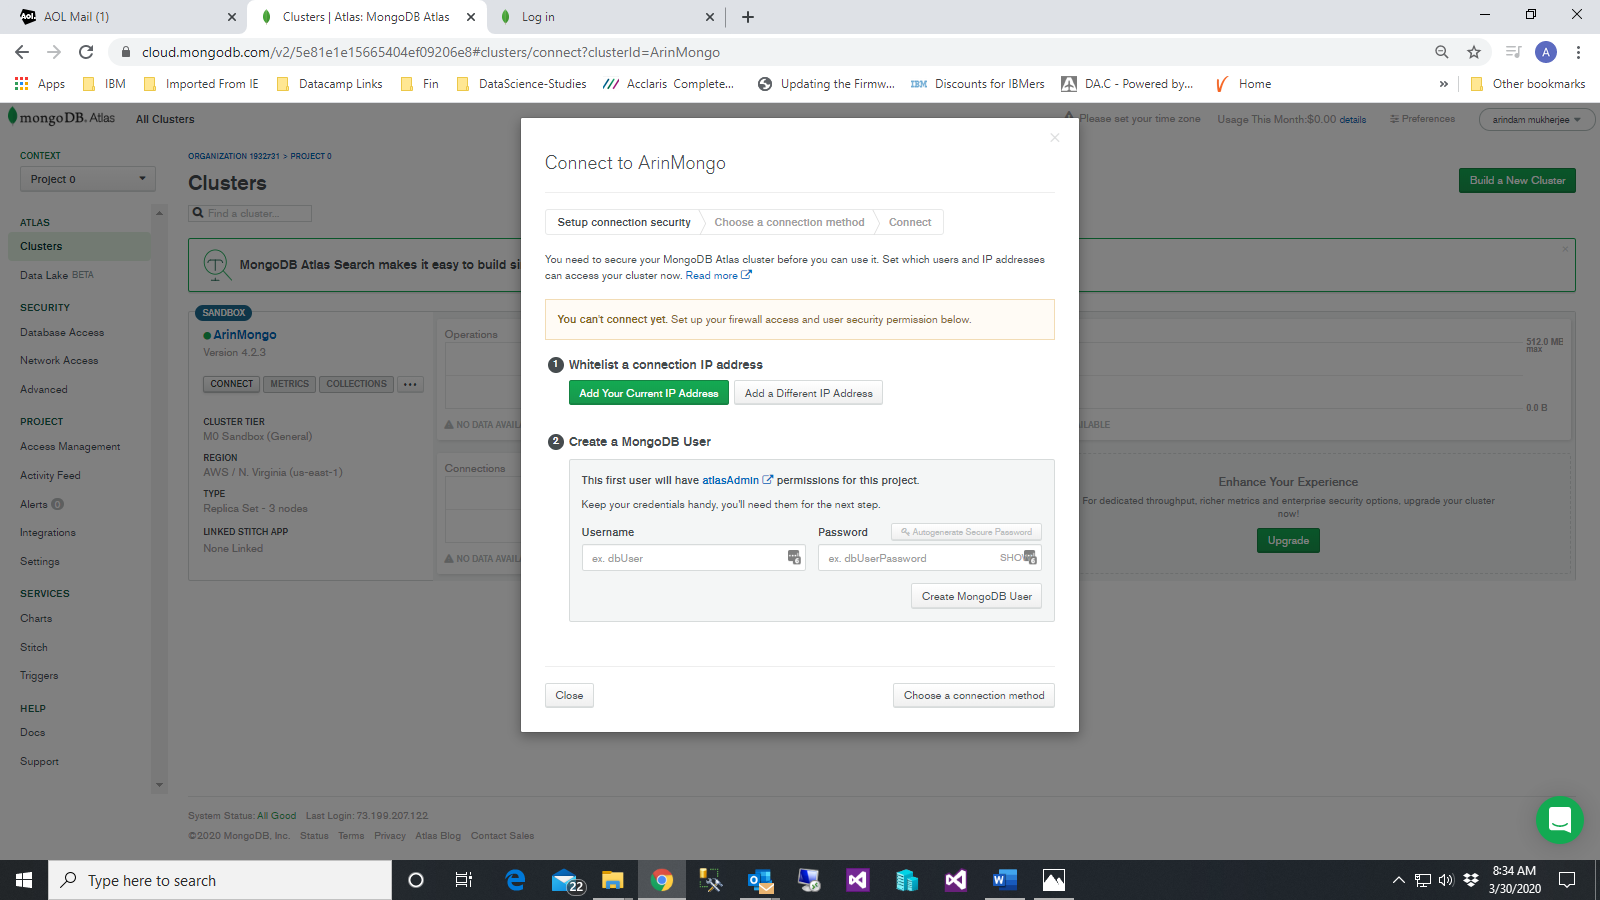 AOL Mail (1)
Clusters | Atlas: MongoDB Atlas
Log in
cloud.mongodb.com/v2/5e81e1e15665404ef09206e8#clusters/connect?clusterId=ArinMongo
A
Apps
IBM
Imported From IE
Datacamp Links
Fin
DataScience-Studies
Acclaris Complete...
Updating the Firmw...
IBM
Discounts for IBMers
DA.C - Powered by...
Home
»
Other bookmarks
mongoDB. Atlas
All Clusters
Please set your time zone
Usage This Month:$0.00 details
Preferences
arindam mukherjee
CONTEXT
Project 0
ATLAS
Clusters
Data Lake BETA
SECURITY
Database Access
Network Access
Advanced
PROJECT
Access Management
Activity Feed
Alerts 0
Integrations
Settings
SERVICES
Charts
Stitch
Triggers
HELP
Docs
Support
ORGANIZATION 1932731 > PROJECT 0
Clusters
Find a cluster...
Build a New Cluster
MongoDB Atlas Search makes it easy to build
SANDBOX
ArinMongo
Version 4.2.3
CONNECT
METRICS
COLLECTIONS
...
CLUSTER TIER
M0 Sandbox (General)
REGION
AWS / N. Virginia (us-east-1)
TYPE
Replica Set - 3 nodes
LINKED STITCH APP
None Linked
Operations
NO DATA
Connections
NO DATA
512.0 MB
max
0.0 B
Enhance Your Experience
For dedicated throughput, richer metrics and enterprise security options, upgrade your cluster
now!
Upgrade
Connect to ArinMongo
Setup connection security
Choose a connection method
Connect
You need to secure your MongoDB Atlas cluster before you can use it. Set which users and IP addresses
can access your cluster now. Read more
You can't connect yet. Set up your firewall access and user security permission below.
1 Whitelist a connection IP address
Add Your Current IP Address
Add a Different IP Address
2 Create a MongoDB User
This first user will have atlasAdmin permissions for this project.
Keep your credentials handy, you'll need them for the next step.
Username
Password
Autogenerate Secure Password
ex. dbUser
ex. dbUserPassword
Create MongoDB User
Close
Choose a connection method
System Status: All Good Last Login: 73.199.207.122
©2020 MongoDB, Inc. Status Terms Privacy Atlas Blog Contact Sales
Type here to search
22
8:34 AM
3/30/2020